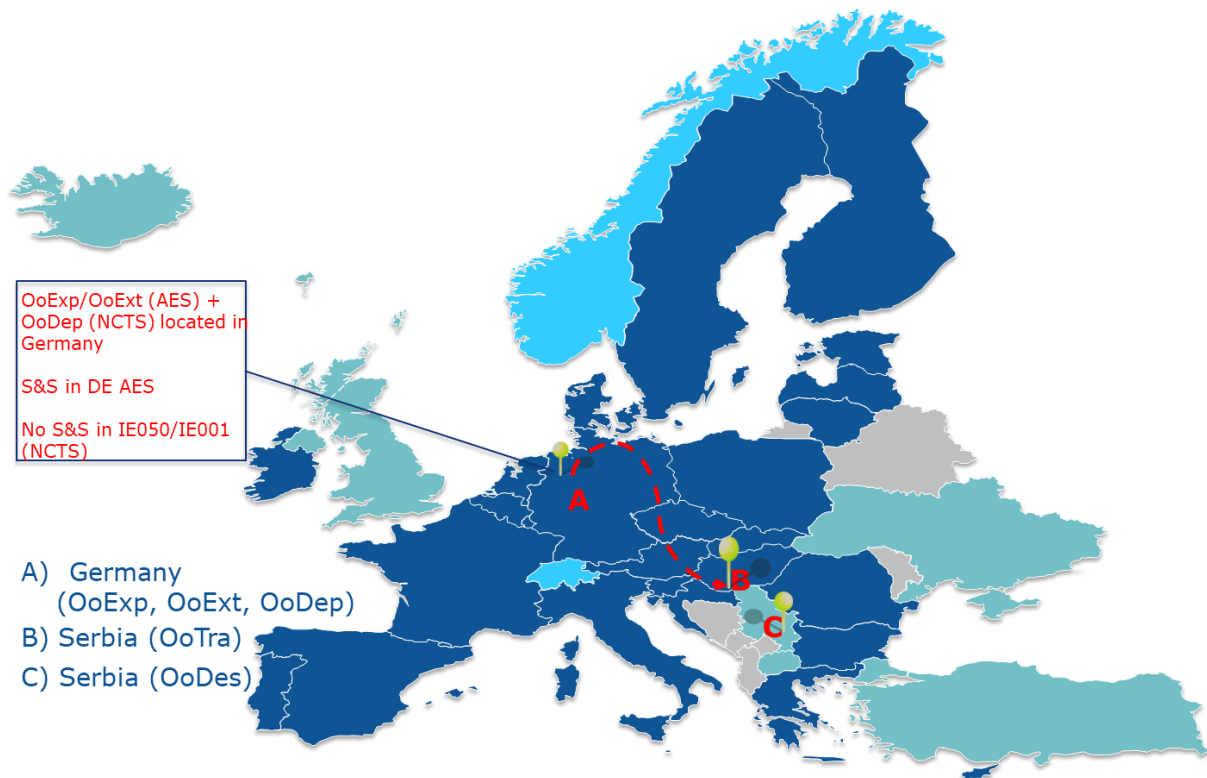 OoExp/OoExt (AES) +
OoDep (NCTS) located in
Germany
S&S in DE AES
No S&S in IE050/IE001
(NCTS)
A
B
C
A) Germany
(OoExp, OoExt, OoDep)
B) Serbia (OoTra)
C) Serbia (OoDes)